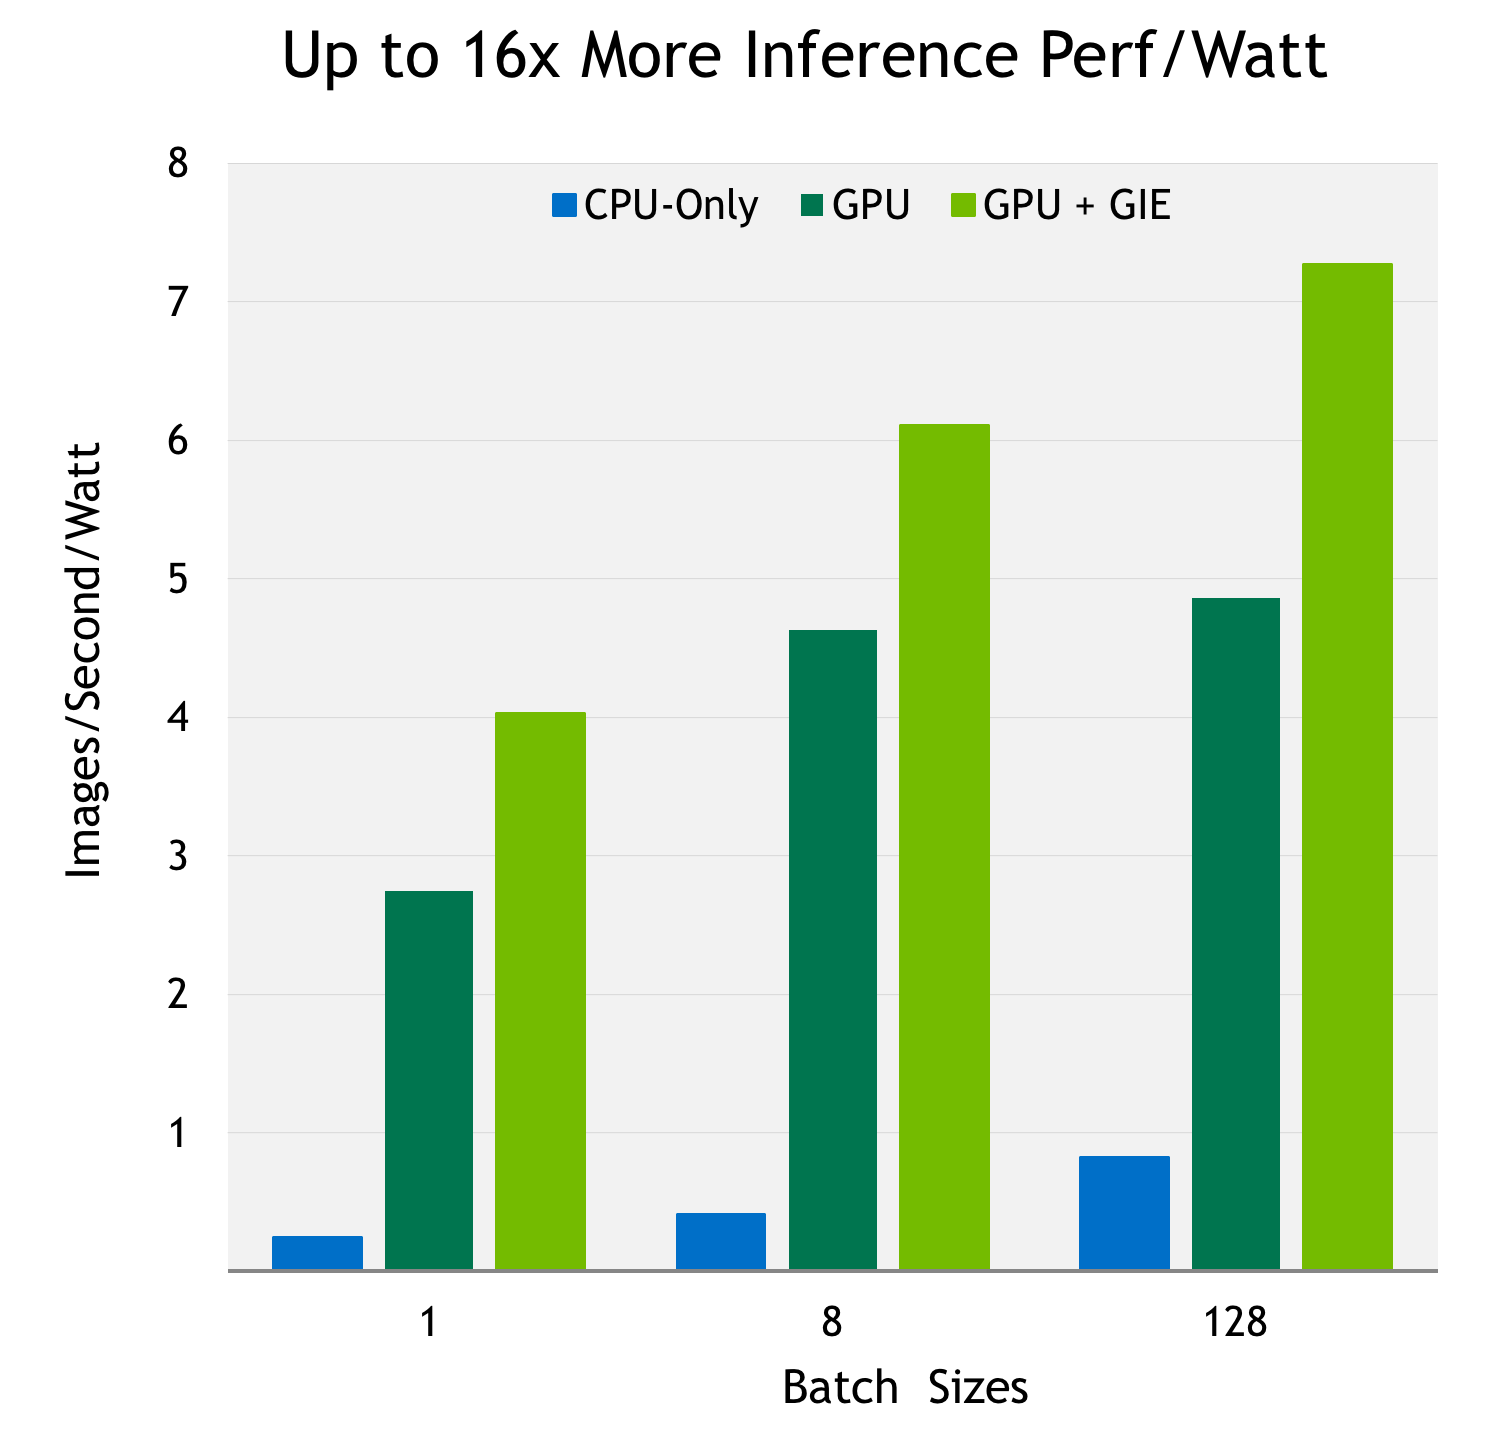 Up to 16x More Inference Perf/Watt
8
CPU-Only GPU GPU + GIE
7
6
5
4
3
2
1
Images/Second/Watt
1 8 128
Batch Sizes